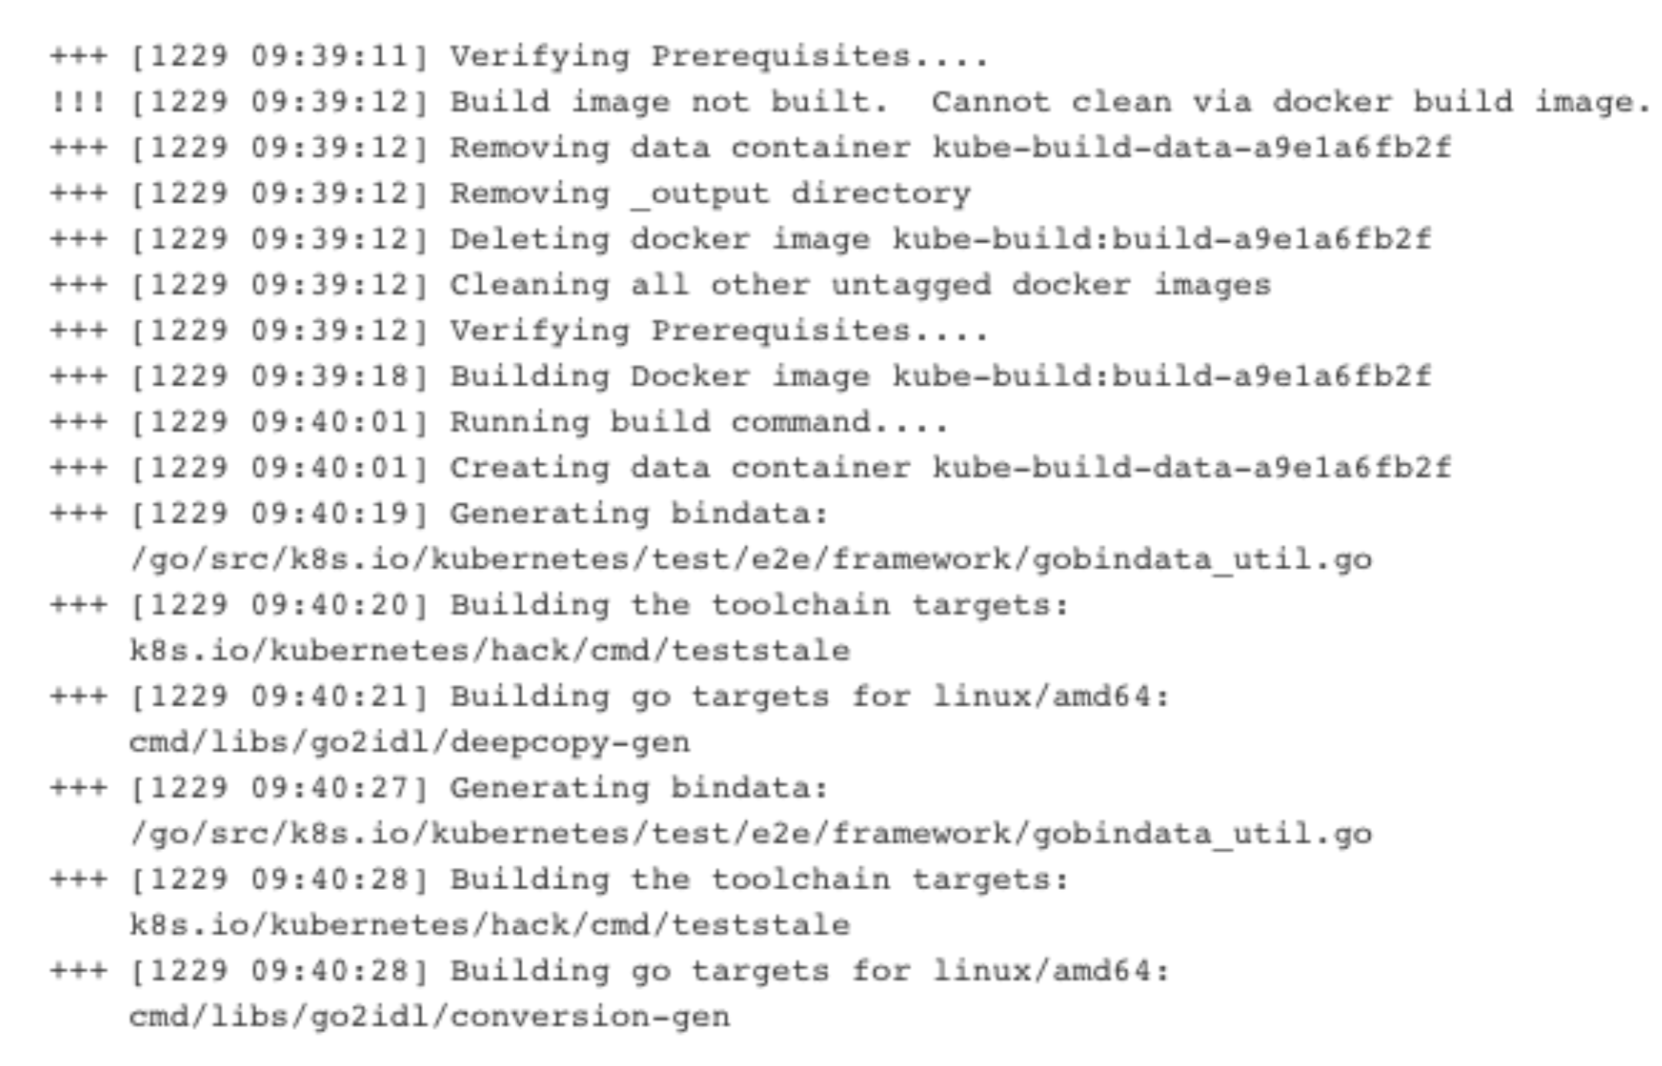 +++ [1229 09:39:11] Verifying Prerequisites....
!!! [1229 09:39:12] Build image not built.  Cannot clean via docker build image.
+++ [1229 09:39:12] Removing data container kube-build-data-a9e1a6fb2f
+++ [1229 09:39:12] Removing _output directory
+++ [1229 09:39:12] Deleting docker image kube-build:build-a9e1a6fb2f
+++ [1229 09:39:12] Cleaning all other untagged docker images
+++ [1229 09:39:12] Verifying Prerequisites....
+++ [1229 09:39:18] Building Docker image kube-build:build-a9e1a6fb2f
+++ [1229 09:40:01] Running build command....
+++ [1229 09:40:01] Creating data container kube-build-data-a9e1a6fb2f
+++ [1229 09:40:19] Generating bindata:
    /go/src/k8s.io/kubernetes/test/e2e/framework/gobindata_util.go
+++ [1229 09:40:20] Building the toolchain targets:
    k8s.io/kubernetes/hack/cmd/teststale
+++ [1229 09:40:21] Building go targets for linux/amd64:
    cmd/libs/go2idl/deepcopy-gen
+++ [1229 09:40:27] Generating bindata:
    /go/src/k8s.io/kubernetes/test/e2e/framework/gobindata_util.go
+++ [1229 09:40:28] Building the toolchain targets:
    k8s.io/kubernetes/hack/cmd/teststale
+++ [1229 09:40:28] Building go targets for linux/amd64:
    cmd/libs/go2idl/conversion-gen